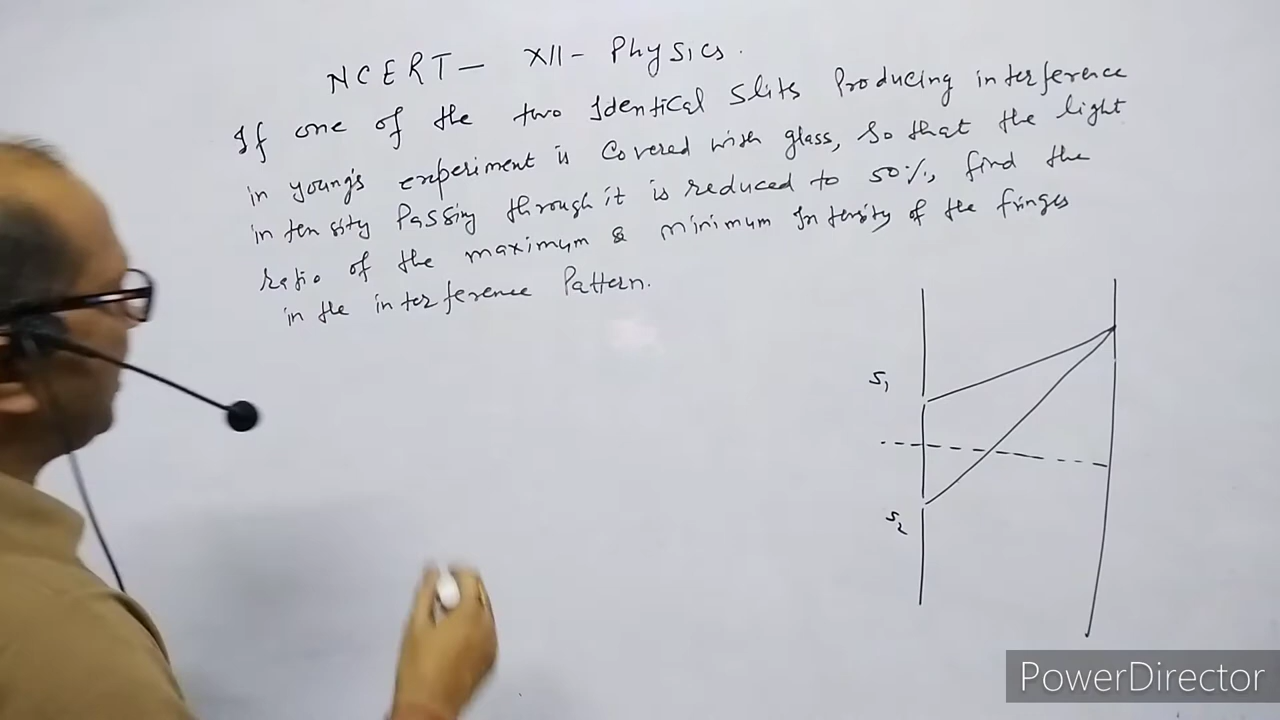 NCERT - XII - Physics.
If one of the two Identical Slits Producing interference
in young's experiment is Covered with glass, So that the light
intensity Passing through it is reduced to 50%, find the
ratio of the maximum & minimum Intensity of the fringes
in the interference Pattern.
S1
S2
PowerDirector